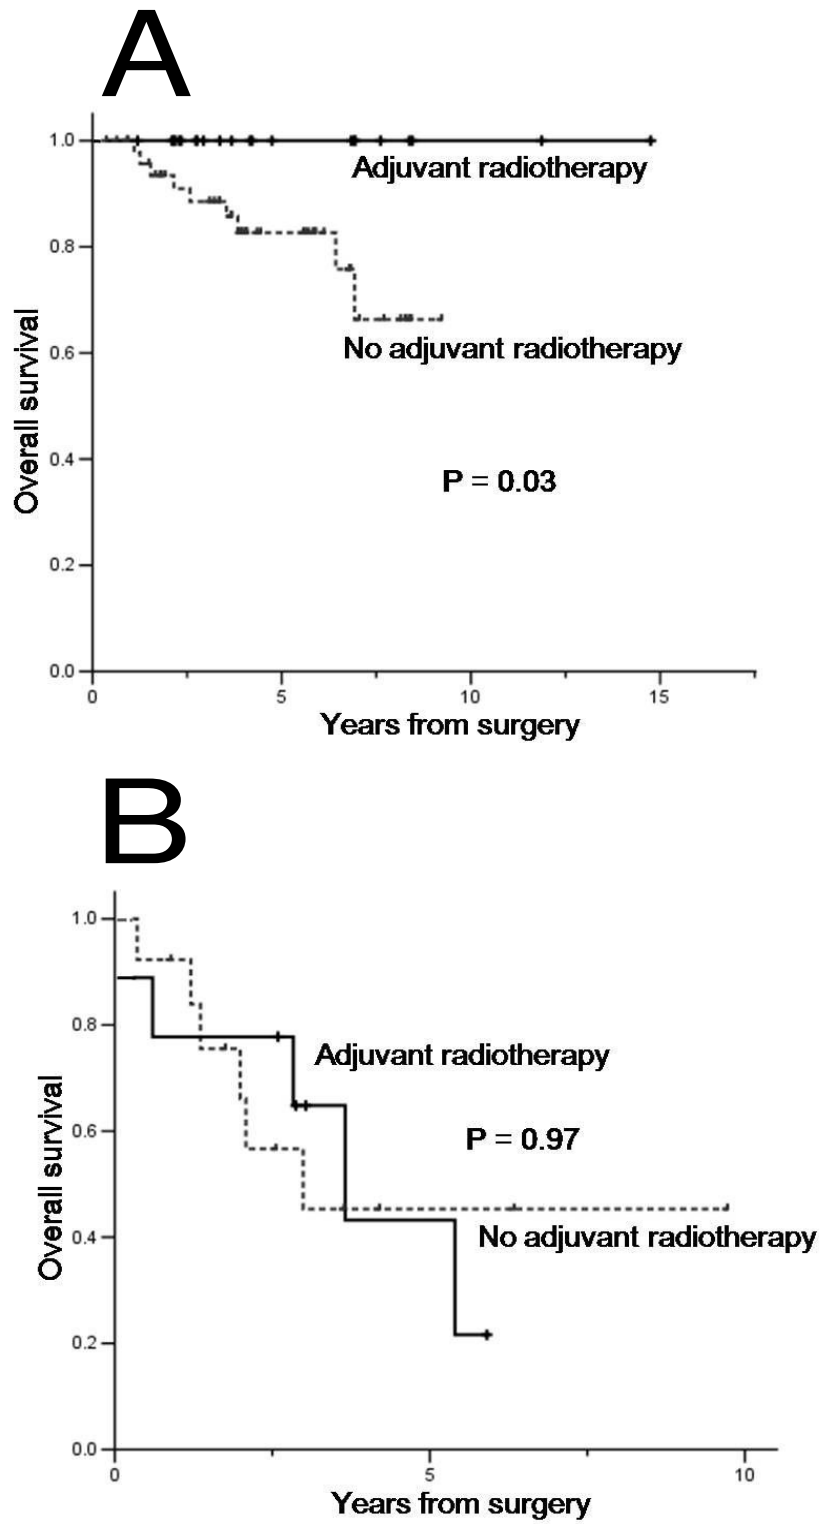 A
1.0
Adjuvant radiotherapy
0.8
No adjuvant radiotherapy
0.6
Overall survival
0.4
P = 0.03
0.2
0.0
0 5 10 15
Years from surgery
B
1.0
0.8
Adjuvant radiotherapy
0.6
P = 0.97
Overall survival
0.4
No adjuvant radiotherapy
0.2
0.0
0 5 10
Years from surgery